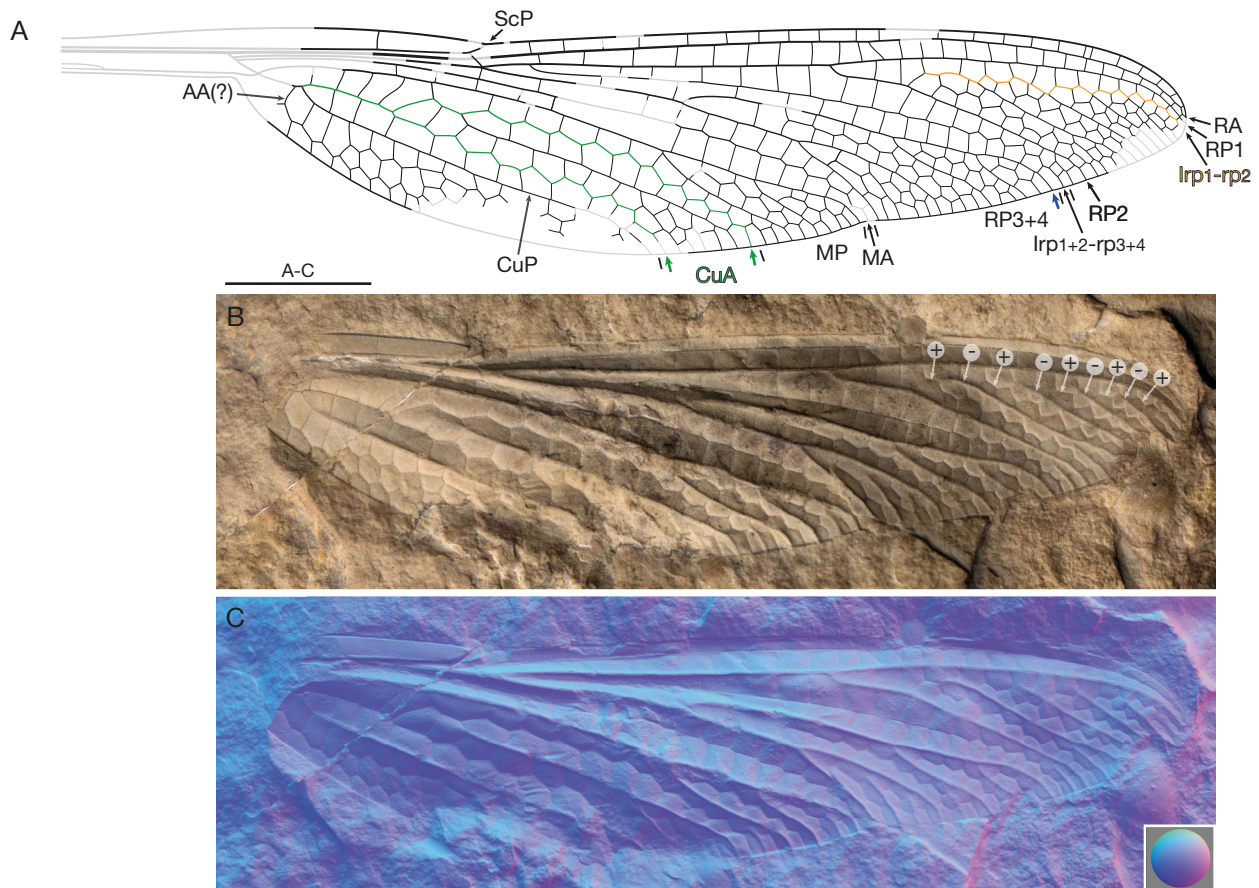 A
ScP
AA(?)
RA
RP1
Irp1-rp2
RP2
RP3+4
Irp1+2-rp3+4
MA
MP
CuP
CuA
A-C
B
+ - + - + - + - +
C